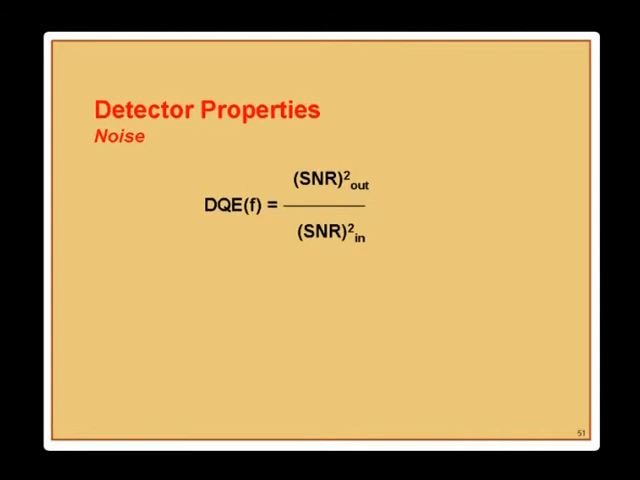 Detector Properties
Noise
(SNR)²out
DQE(f) =
(SNR)²in
51